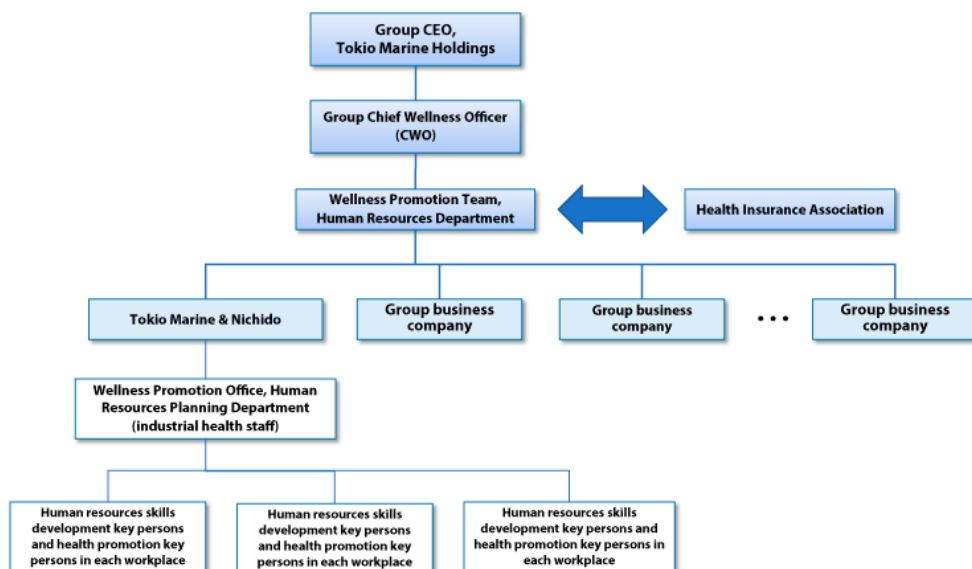 Group CEO,
Tokio Marine Holdings
Group Chief Wellness Officer
(CWO)
Wellness Promotion Team,
Human Resources Department
Health Insurance Association
Tokio Marine & Nichido
Group business
company
Group business
company
...
Group business
company
Wellness Promotion Office, Human
Resources Planning Department
(industrial health staff)
Human resources skills
development key persons
and health promotion key
persons in each workplace
Human resources skills
development key persons
and health promotion key
persons in each workplace
Human resources skills
development key persons and
health promotion key persons in
each workplace